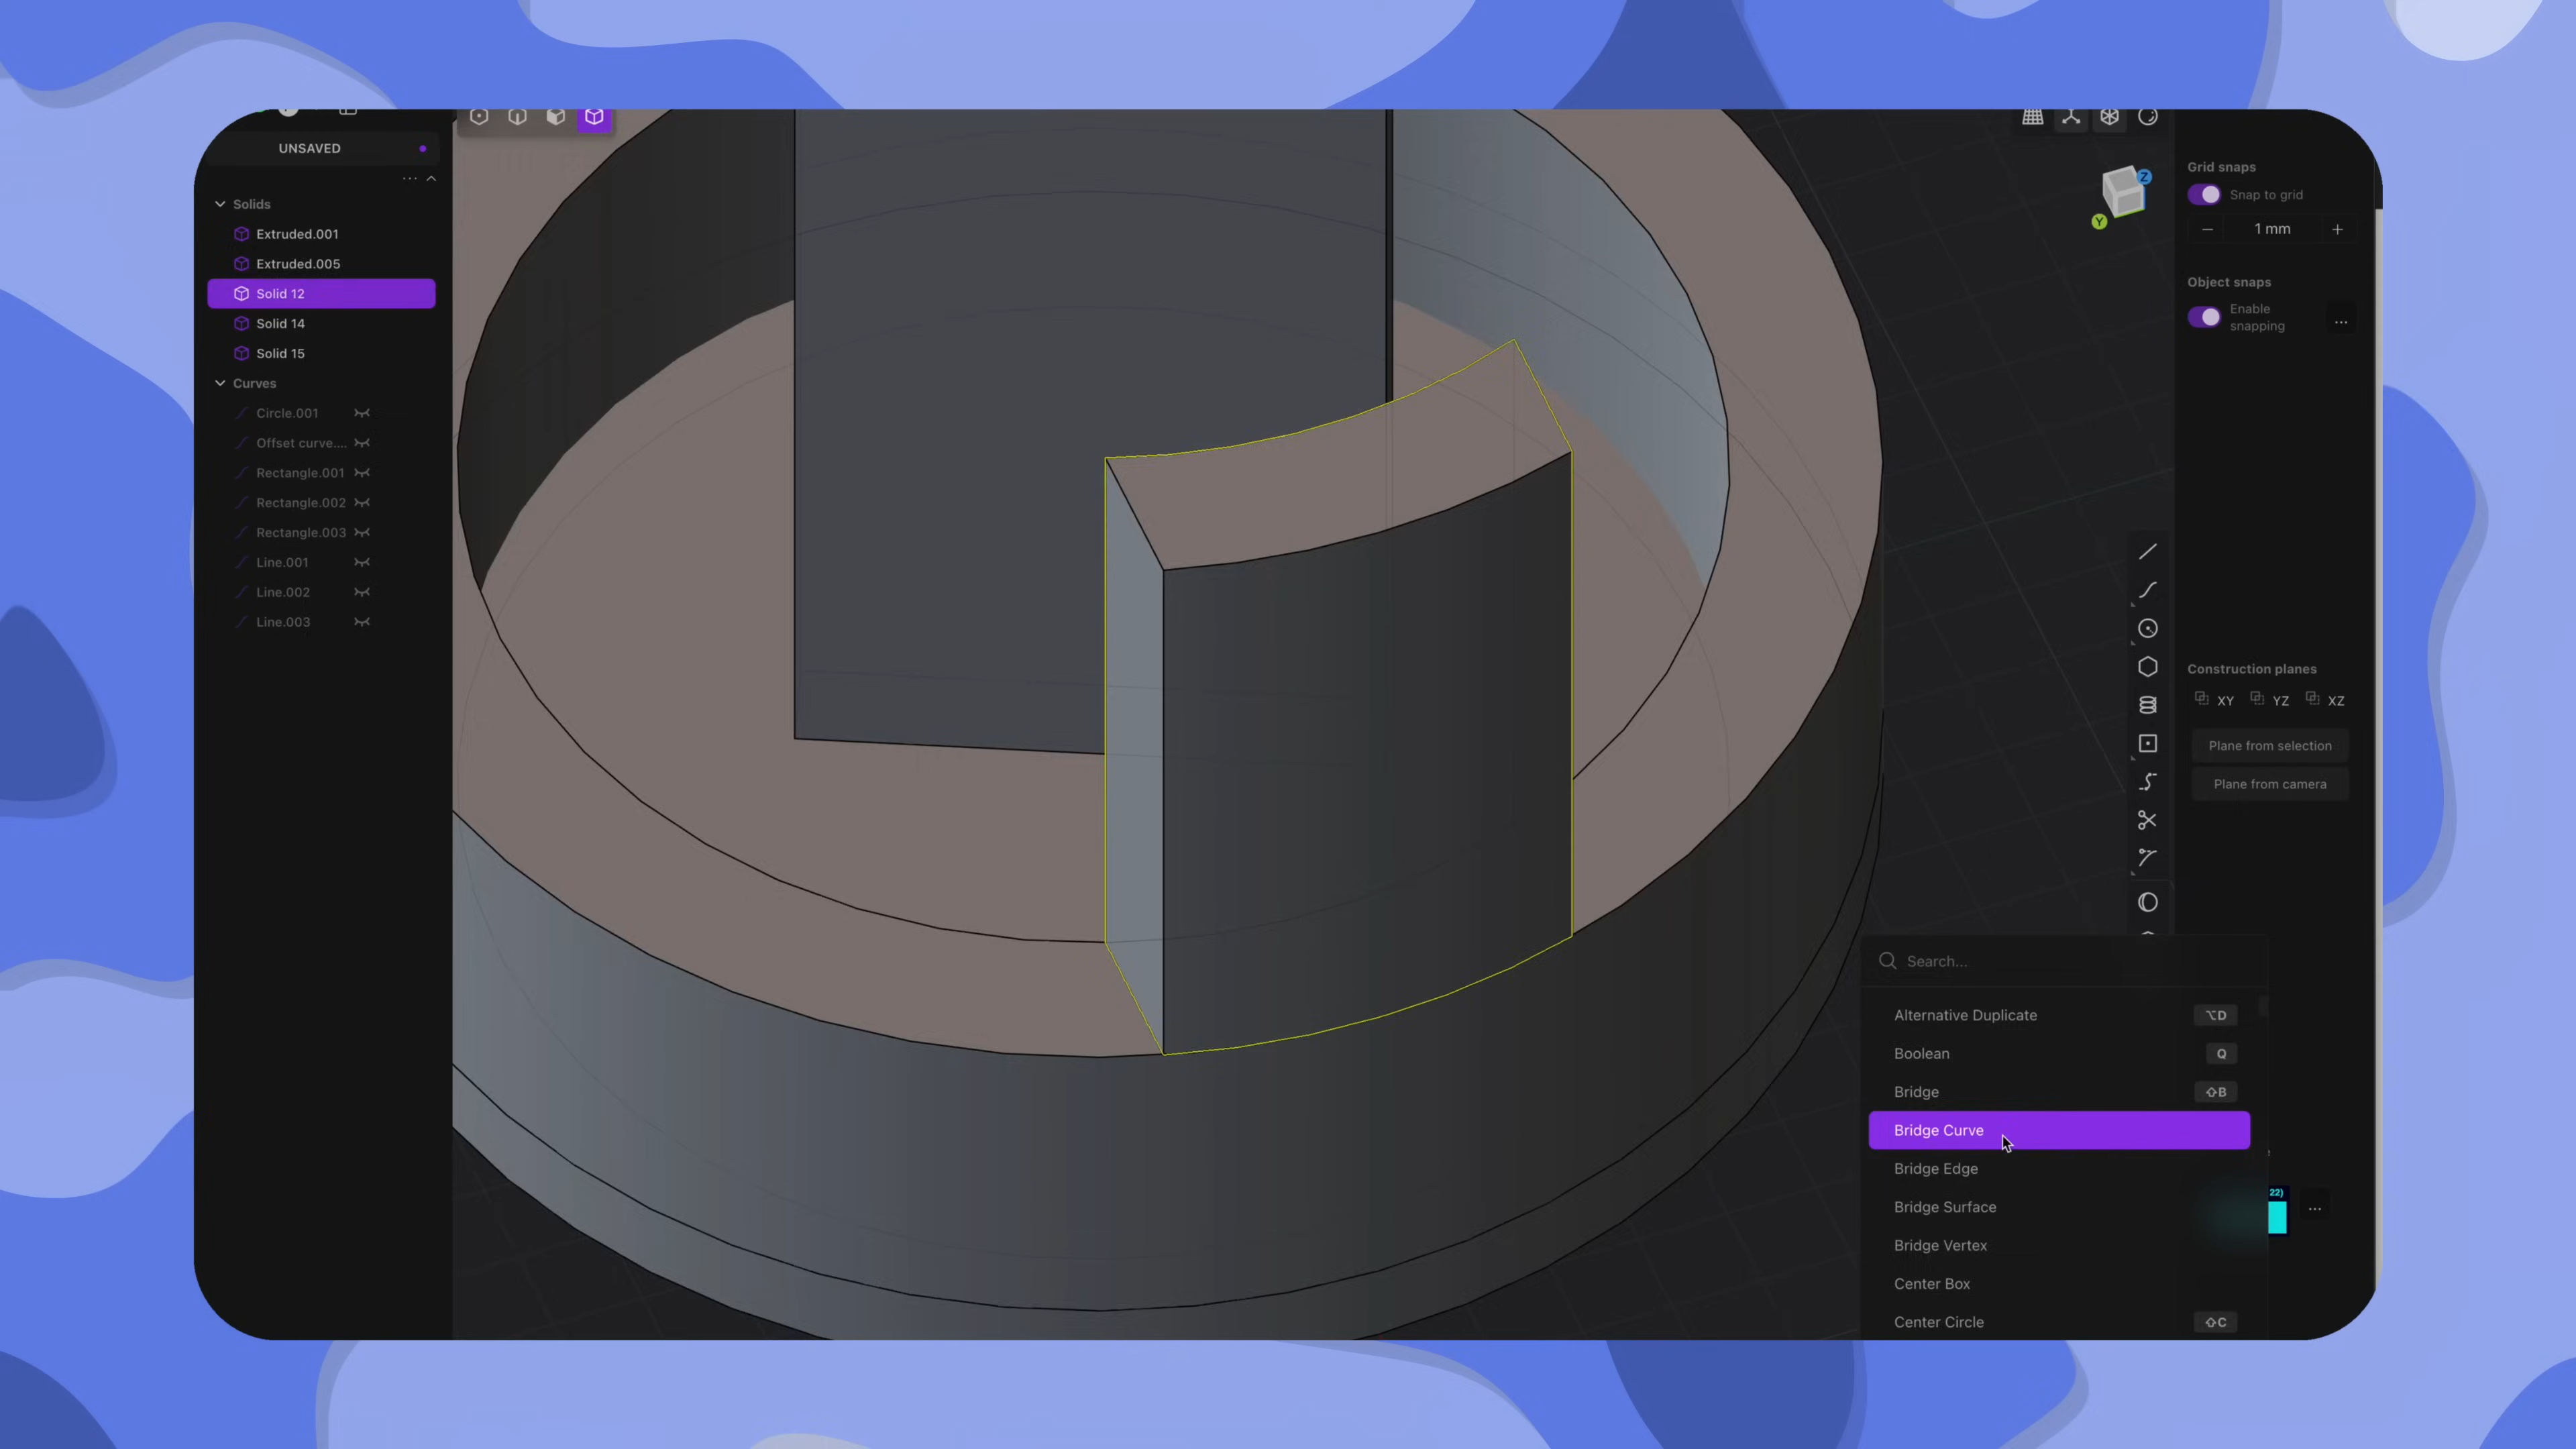 UNSAVED
Solids
Extruded.001
Extruded.005
Solid 12
Solid 14
Solid 15
Curves
Circle.001
Offset curve....
Rectangle.001
Rectangle.002
Rectangle.003
Line.001
Line.002
Line.003
Z
Y
Grid snaps
Snap to grid
1 mm
Object snaps
Enable
snapping
Construction planes
XY YZ XZ
Plane from selection
Plane from camera
Search...
Alternative Duplicate ⌥D
Boolean Q
Bridge ⇧B
Bridge Curve
Bridge Edge
Bridge Surface
Bridge Vertex
Center Box
Center Circle ⇧C
22)